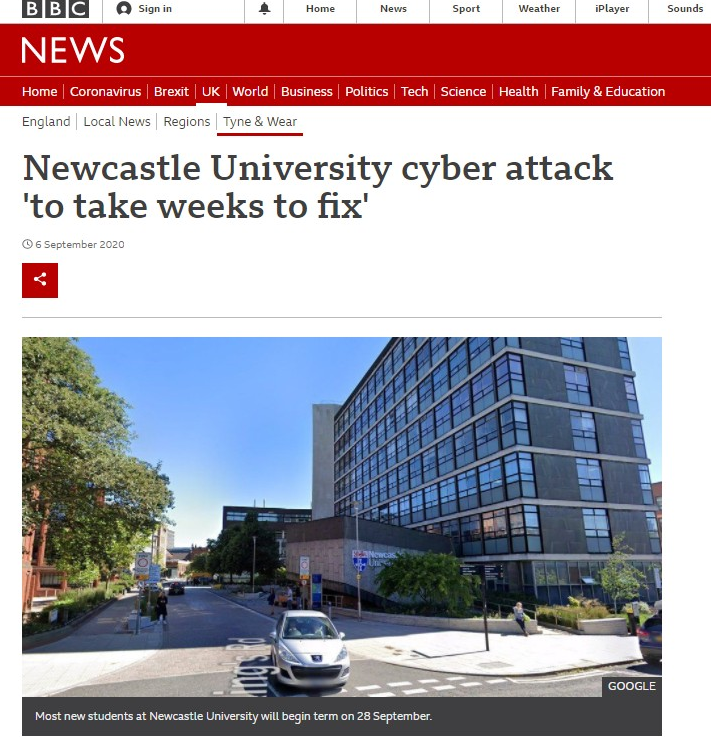 BBC Sign in Home News Sport Weather iPlayer Sounds
NEWS
Home Coronavirus Brexit UK World Business Politics Tech Science Health Family & Education
England Local News Regions Tyne & Wear
Newcastle University cyber attack
'to take weeks to fix'
6 September 2020
King's Rd
GOOGLE
Most new students at Newcastle University will begin term on 28 September.